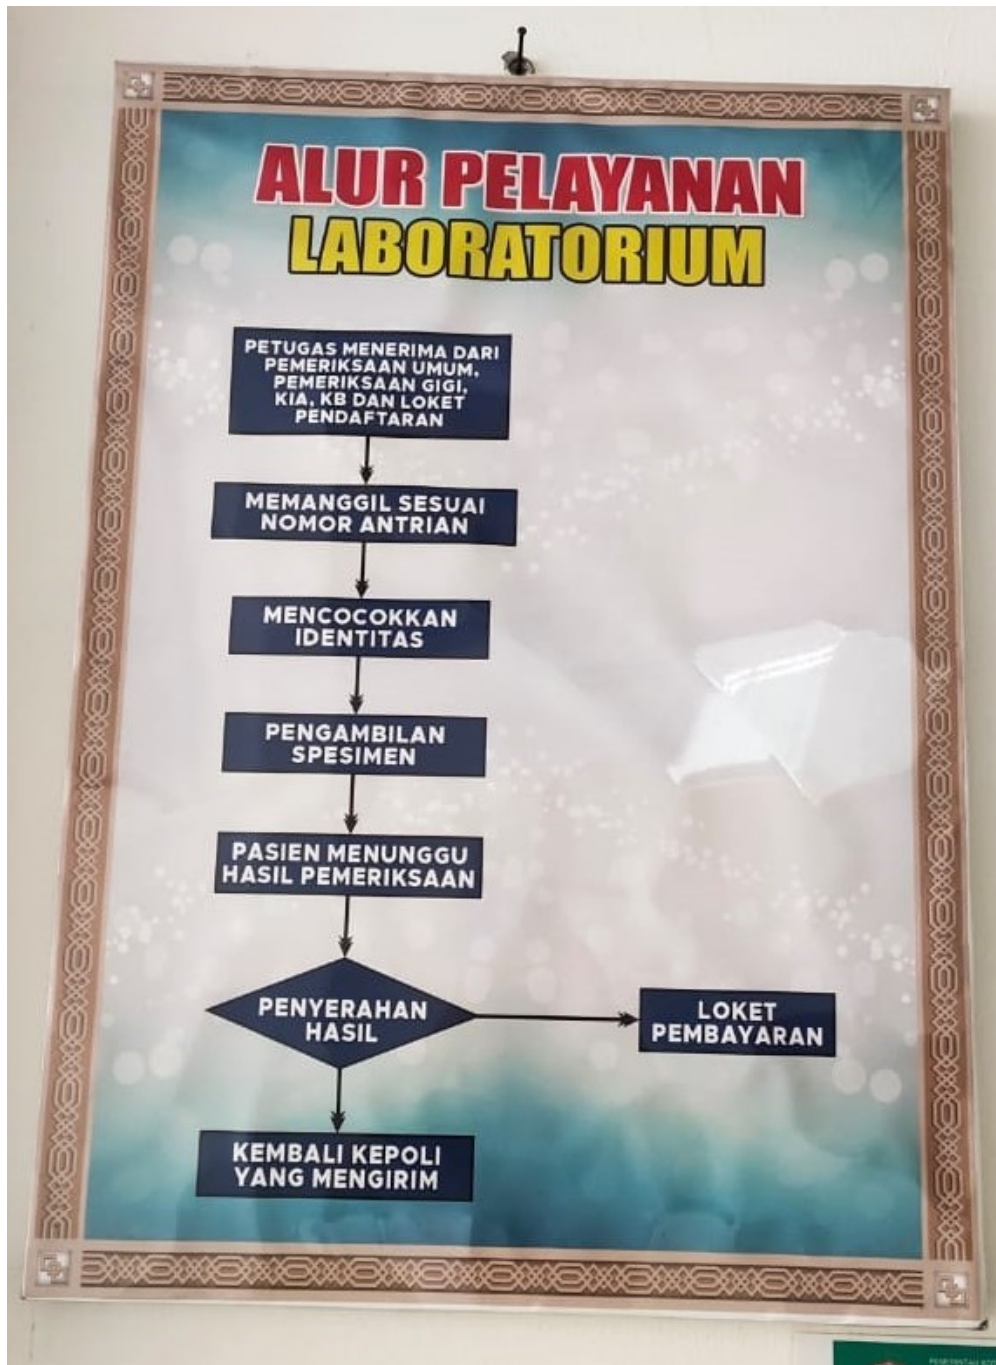 ALUR PELAYANAN
LABORATORIUM
PETUGAS MENERIMA DARI
PEMERIKSAAN UMUM,
PEMERIKSAAN GIGI,
KIA, KB DAN LOKET
PENDAFTARAN
MEMANGGIL SESUAI
NOMOR ANTRIAN
MENCOCOKKAN
IDENTITAS
PENGAMBILAN
SPESIMEN
PASIEN MENUNGGU
HASIL PEMERIKSAAN
PENYERAHAN
HASIL
LOKET
PEMBAYARAN
KEMBALI KEPOLI
YANG MENGIRIM